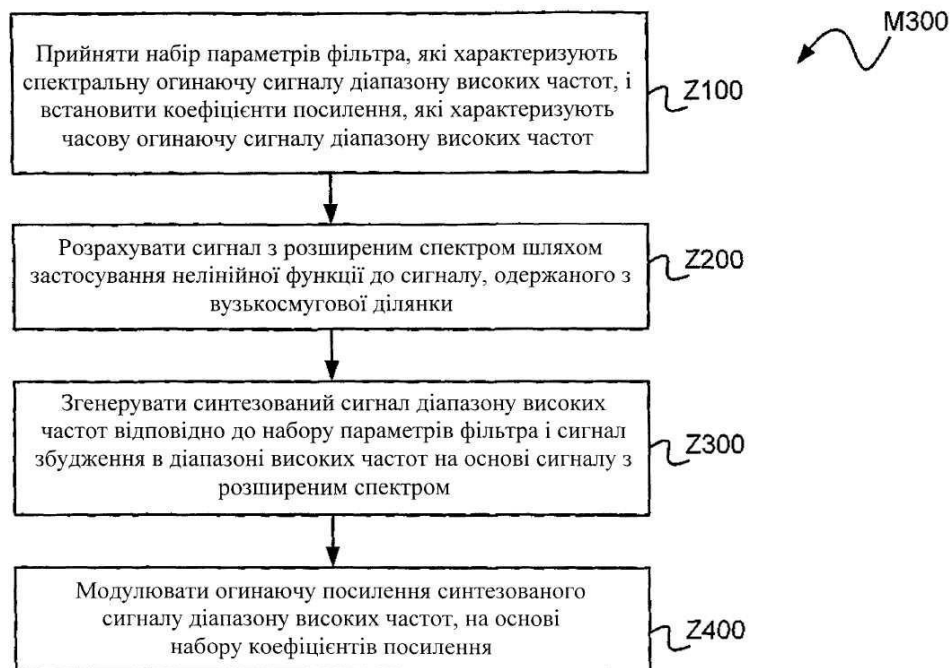 M300
Прийняти набір параметрів фільтра, які характеризують
спектральну огинаючу сигналу діапазону високих частот, і
встановити коефіцієнти посилення, які характеризують
часову огинаючу сигналу діапазону високих частот
Z100
Розрахувати сигнал з розширеним спектром шляхом
застосування нелінійної функції до сигналу, одержаного з
вузькосмугової ділянки
Z200
Згенерувати синтезований сигнал діапазону високих
частот відповідно до набору параметрів фільтра і сигнал
збудження в діапазоні високих частот на основі сигналу з
розширеним спектром
Z300
Модулювати огинаючу посилення синтезованого
сигналу діапазону високих частот, на основі
набору коефіцієнтів посилення
Z400